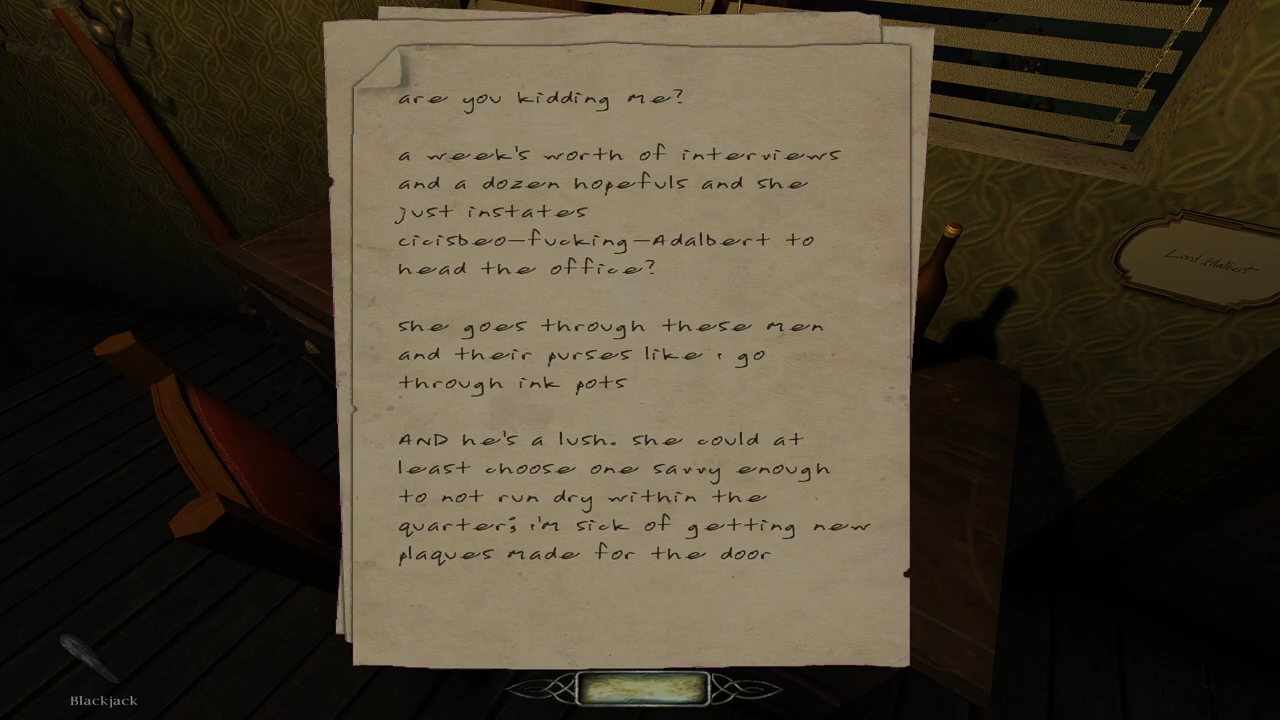 are you kidding me?
a week's worth of interviews
and a dozen hopefuls and she
just instates
cicisbeo-fucking-Adalbert to
head the office?
she goes through these men
and their purses like i go
through ink pots
AND he's a lush. she could at
least choose one savvy enough
to not run dry within the
quarter; i'm sick of getting new
plaques made for the door
Lord Adalbert
Blackjack